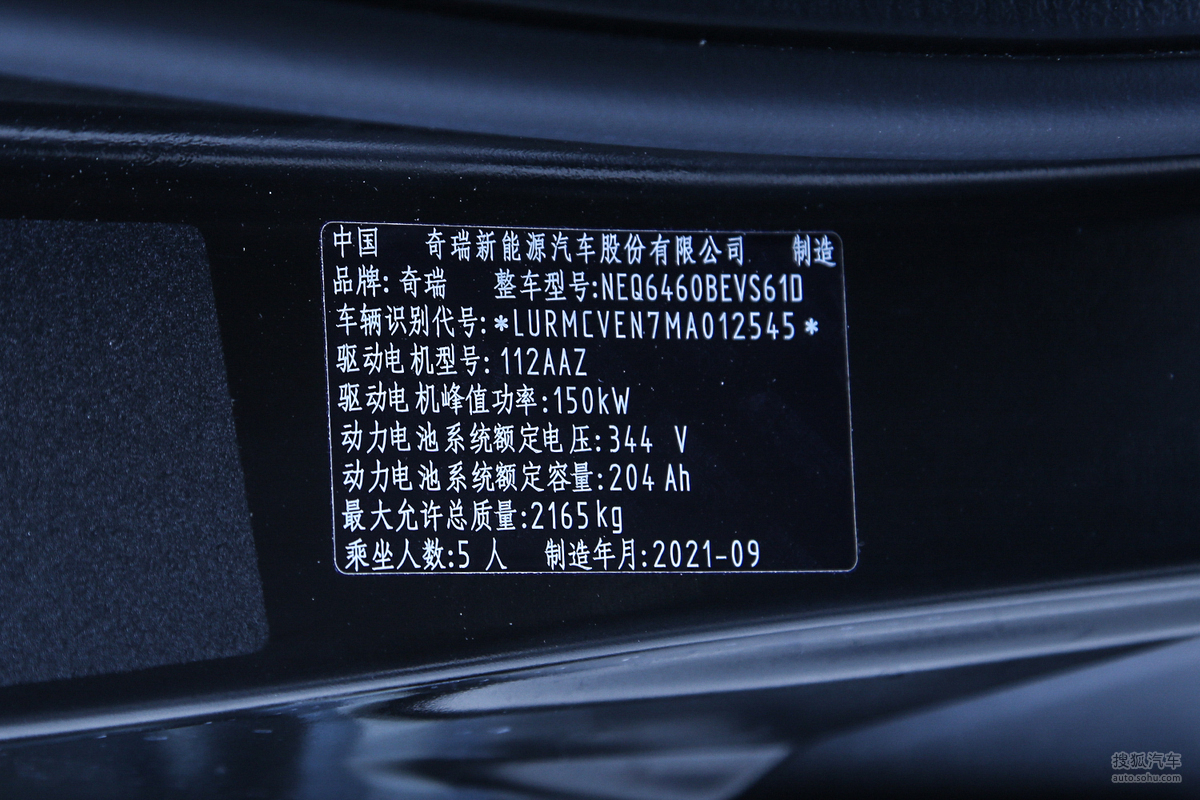 中国 奇瑞新能源汽车股份有限公司 制造
品牌:奇瑞 整车型号:NEQ6460BEVS61D
车辆识别代号:*LURMCVEN7MA012545*
驱动电机型号:112AAZ
驱动电机峰值功率:150kW
动力电池系统额定电压:344 V
动力电池系统额定容量:204 Ah
最大允许总质量:2165kg
乘坐人数:5 人 制造年月:2021-09
搜狐汽车
auto.sohu.com